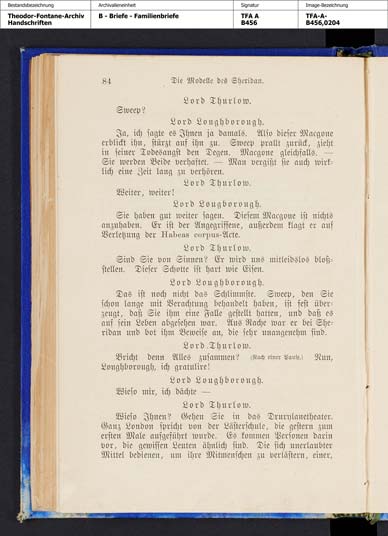 Bestandsbezeichnung
Theodor-Fontane-Archiv
Handschriften
Archivalieneinheit
B - Briefe - Familienbriefe
Signatur
TFA A
B456
Image-Bezeichnung
TFA-A-
B456,0204
84 Die Modelle des Sheridan.
Lord Thurlow.
Sweep?
Lord Loughborough.
Ja, ich sagte es Ihnen ja damals. Also dieser Macgone
erblickt ihn, stürzt auf ihn zu. Sweep prallt zurück, zieht
in seiner Todesangst den Degen. Macgone gleichfalls. —
Sie werden Beide verhaftet. — Man vergißt sie auch wirk-
lich eine Zeit lang zu verhören.
Lord Thurlow.
Weiter, weiter!
Lord Loughborough.
Sie haben gut weiter sagen. Diesem Macgone ist nichts
anzuhaben. Er ist der Angegriffene, außerdem klagt er auf
Verletzung der Habeas corpus-Acte.
Lord Thurlow.
Sind Sie von Sinnen? Er wird uns mitleidslos bloß-
stellen. Dieser Schotte ist hart wie Eisen.
Lord Loughborough.
Das ist noch nicht das Schlimmste. Sweep, den Sie
schon lange mit Verachtung behandelt haben, ist fest über-
zeugt, daß Sie ihm eine Falle gestellt hatten, und daß es
auf sein Leben abgesehen war. Aus Rache war er bei She-
ridan und bot ihm Beweise an, die sehr unangenehm sind.
Lord Thurlow.
Bricht denn Alles zusammen? (Nach einer Pause.) Nun,
Loughborough, ich gratulire!
Lord Loughborough.
Wieso mir, ich dächte —
Lord Thurlow.
Wieso Ihnen? Gehen Sie in das Drurylanetheater.
Ganz London spricht von der Lästerschule, die gestern zum
ersten Male aufgeführt wurde. Es kommen Personen darin
vor, die gewissen Leuten ähnlich sind. Die sich unerlaubter
Mittel bedienen, um ihre Mitmenschen zu verlästern, einer,